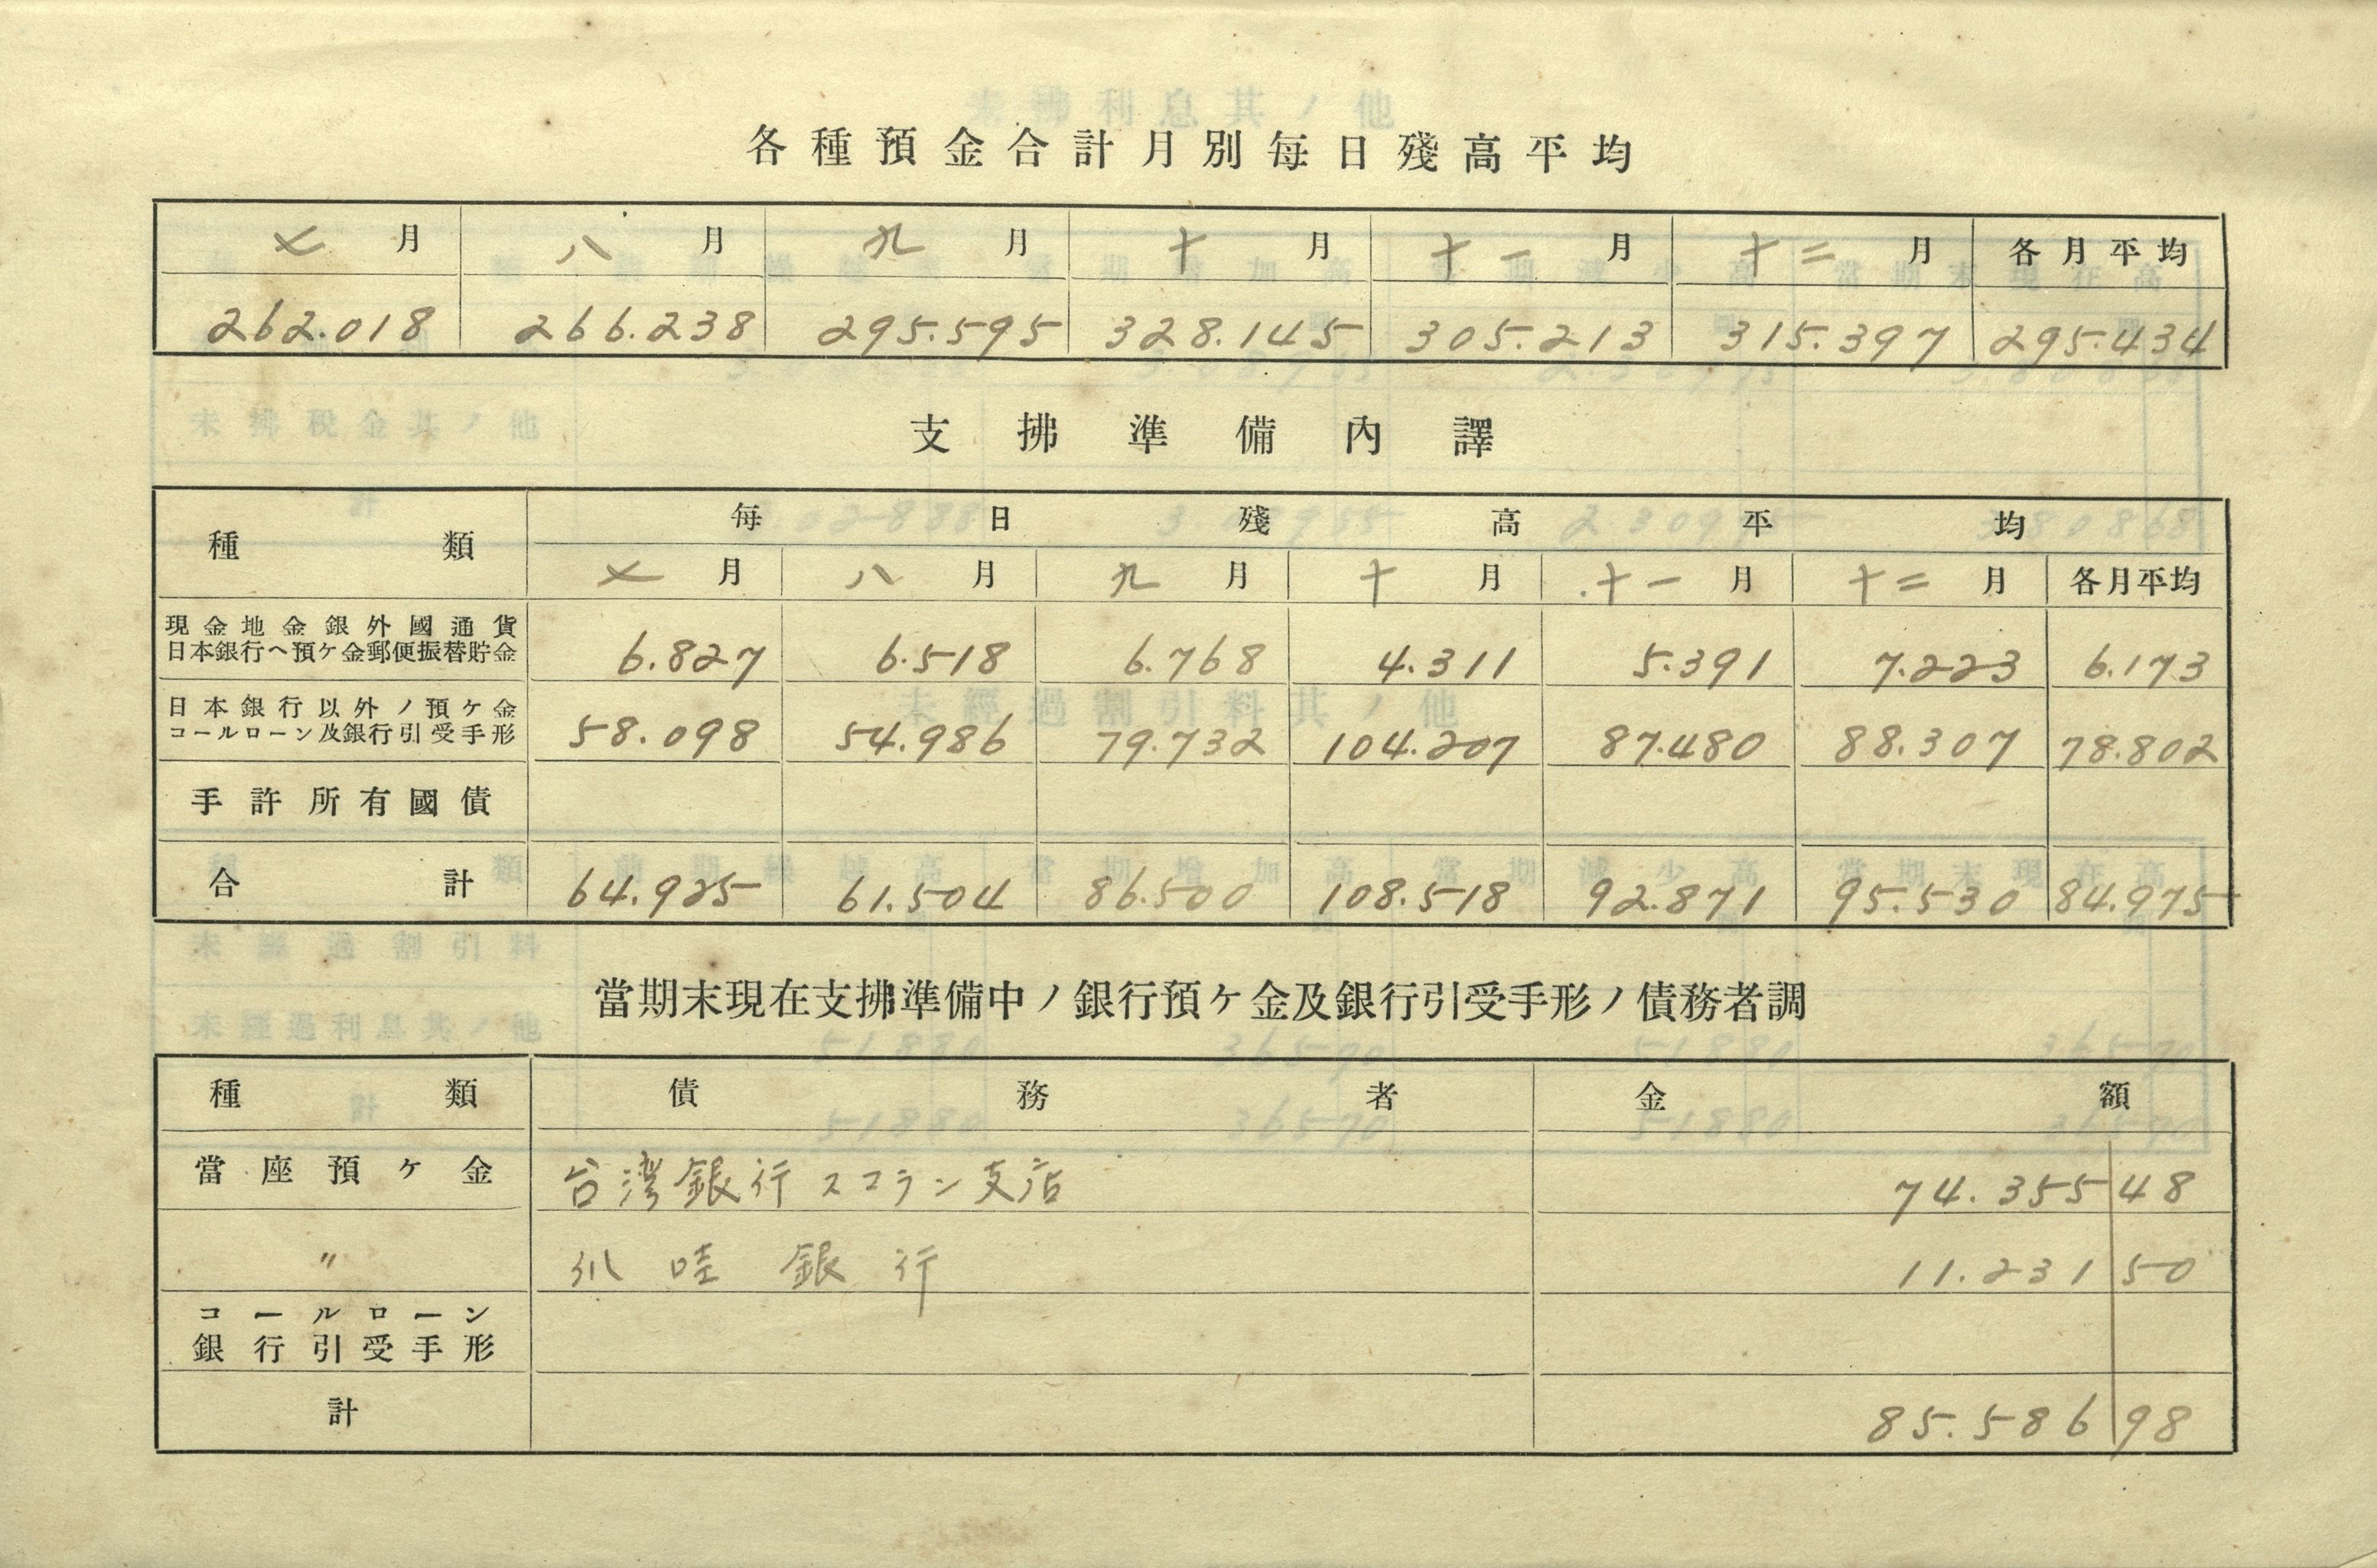 各種預金合計月別每日殘高平均
七月 八月 九月 十月 十一月 十二月 各月平均
262.018 266.238 295.595 328.145 305.213 315.397 295.434
支拂準備內譯
種類 每日殘高平均
七月 八月 九月 十月 十一月 十二月 各月平均
現金地金銀外國通貨
日本銀行ヘ預ケ金郵便振替貯金 6.827 6.518 6.768 4.311 5.391 7.223 6.173
日本銀行以外ノ預ケ金
コールローン及銀行引受手形 58.098 54.986 79.732 104.207 87.480 88.307 78.802
手許所有國債
合計 64.925 61.504 86.500 108.518 92.871 95.530 84.975
當期末現在支拂準備中ノ銀行預ケ金及銀行引受手形ノ債務者調
種類 債務者 金額
當座預ケ金 台湾銀行スコラン支店 74.355 48
〃 爪哇銀行 11.231 50
コールローン
銀行引受手形
計 85.586 98